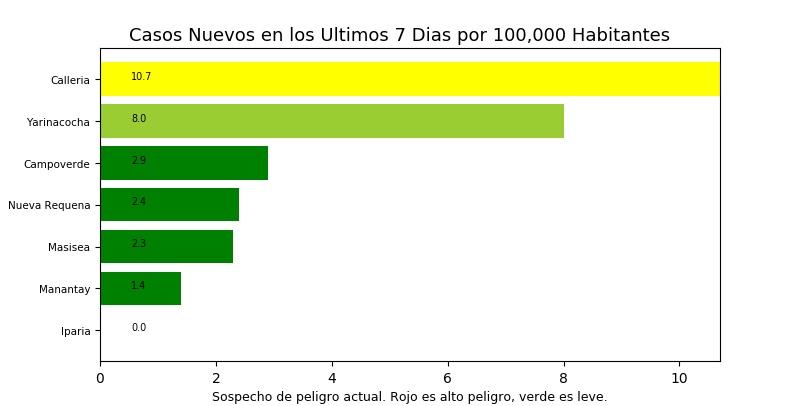 Casos Nuevos en los Ultimos 7 Dias por 100,000 Habitantes
Calleria 10.7
Yarinacocha 8.0
Campoverde 2.9
Nueva Requena 2.4
Masisea 2.3
Manantay 1.4
Iparia 0.0
0 2 4 6 8 10
Sospecho de peligro actual. Rojo es alto peligro, verde es leve.